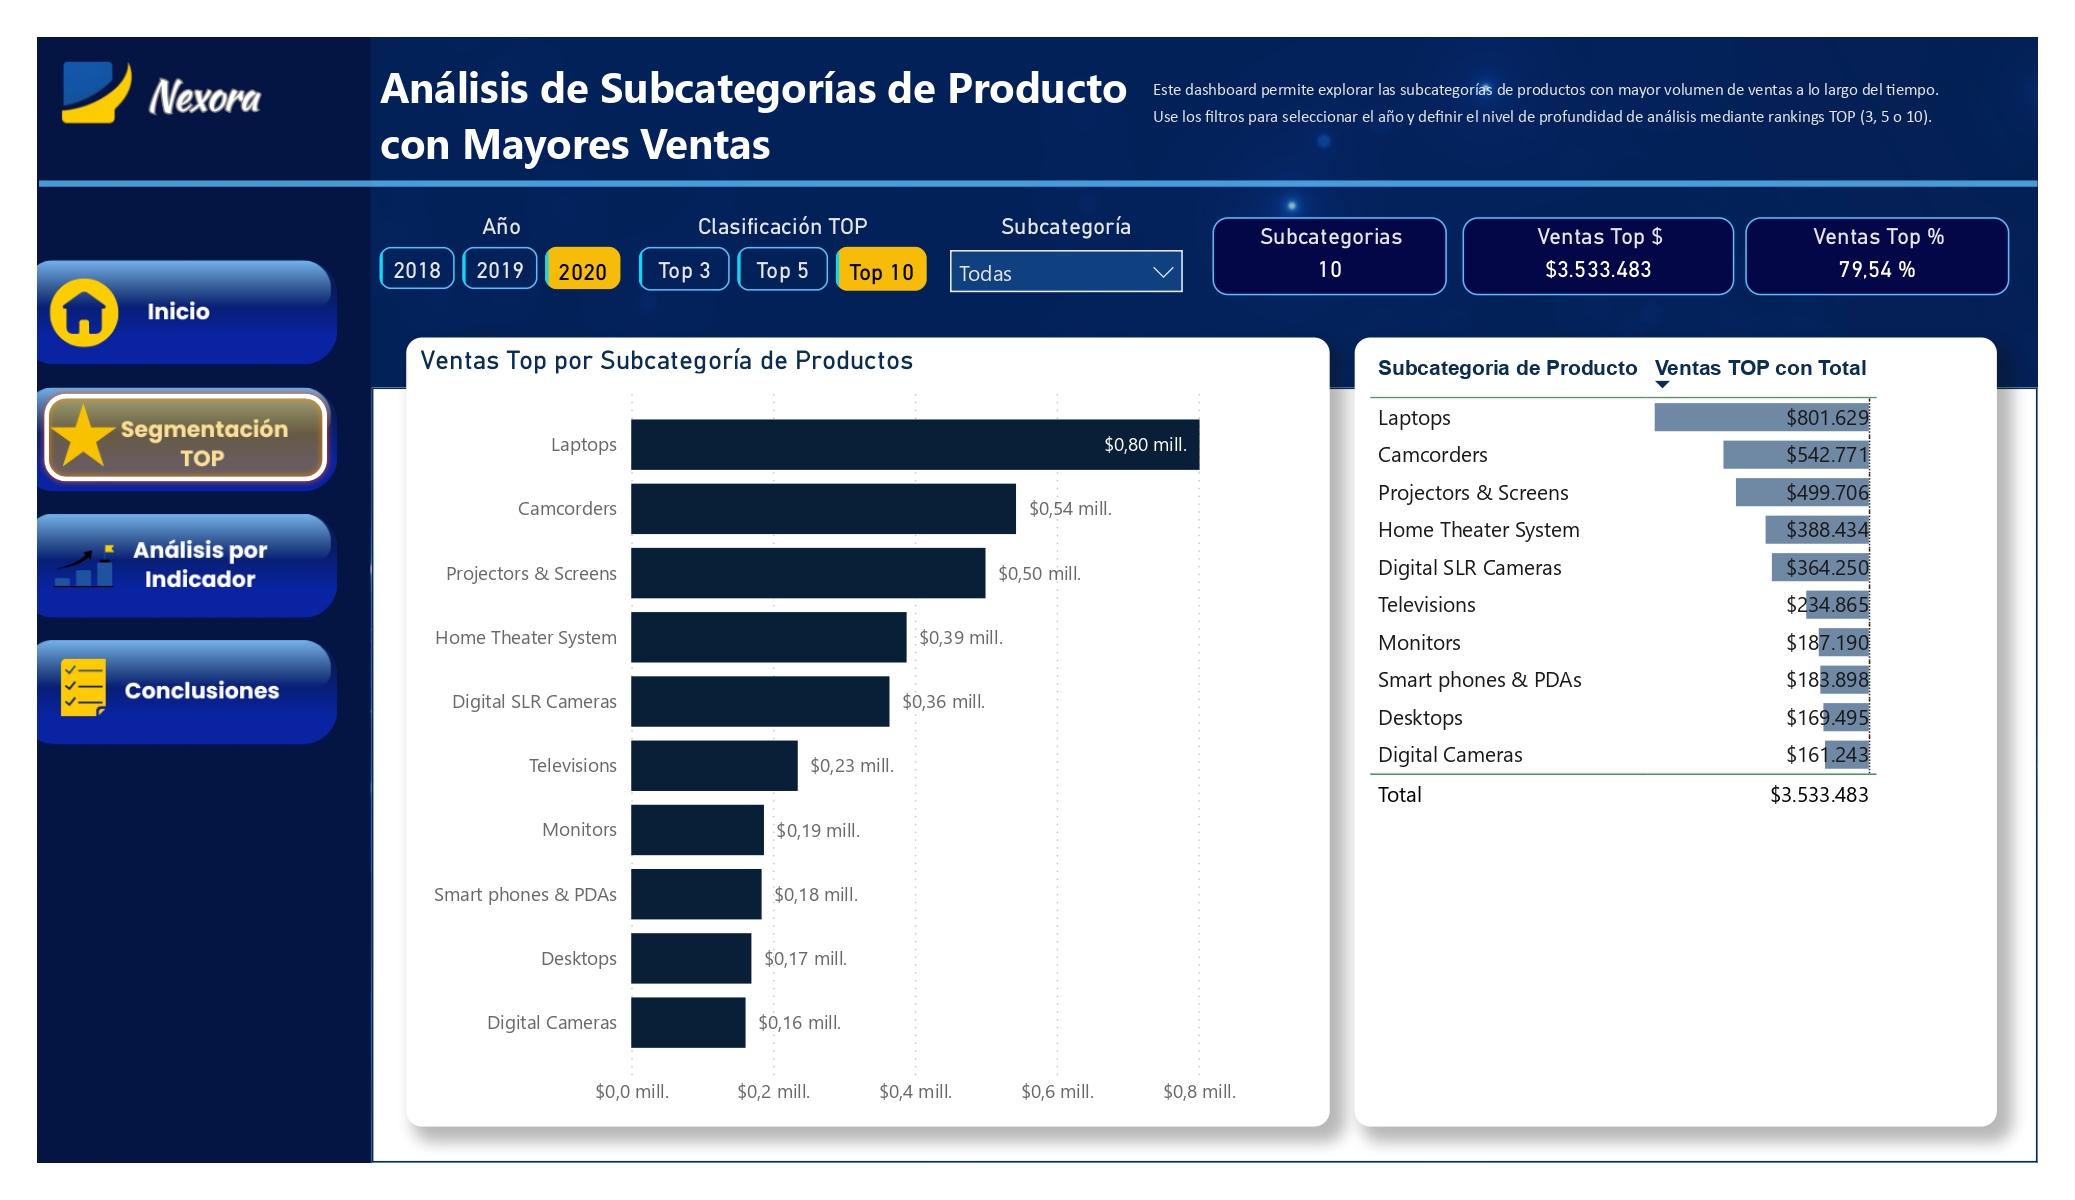 Nexora
Análisis de Subcategorías de Producto
con Mayores Ventas
Este dashboard permite explorar las subcategorías de productos con mayor volumen de ventas a lo largo del tiempo.
Use los filtros para seleccionar el año y definir el nivel de profundidad de análisis mediante rankings TOP (3, 5 o 10).
Inicio
Segmentación
TOP
Análisis por
Indicador
Conclusiones
Año
2018 2019 2020
Clasificación TOP
Top 3 Top 5 Top 10
Subcategoría
Todas
Subcategorias
10
Ventas Top $
$3.533.483
Ventas Top %
79,54 %
Ventas Top por Subcategoría de Productos
Laptops $0,80 mill.
Camcorders $0,54 mill.
Projectors & Screens $0,50 mill.
Home Theater System $0,39 mill.
Digital SLR Cameras $0,36 mill.
Televisions $0,23 mill.
Monitors $0,19 mill.
Smart phones & PDAs $0,18 mill.
Desktops $0,17 mill.
Digital Cameras $0,16 mill.
$0,0 mill. $0,2 mill. $0,4 mill. $0,6 mill. $0,8 mill.
Subcategoria de Producto Ventas TOP con Total
Laptops $801.629
Camcorders $542.771
Projectors & Screens $499.706
Home Theater System $388.434
Digital SLR Cameras $364.250
Televisions $234.865
Monitors $187.190
Smart phones & PDAs $183.898
Desktops $169.495
Digital Cameras $161.243
Total $3.533.483